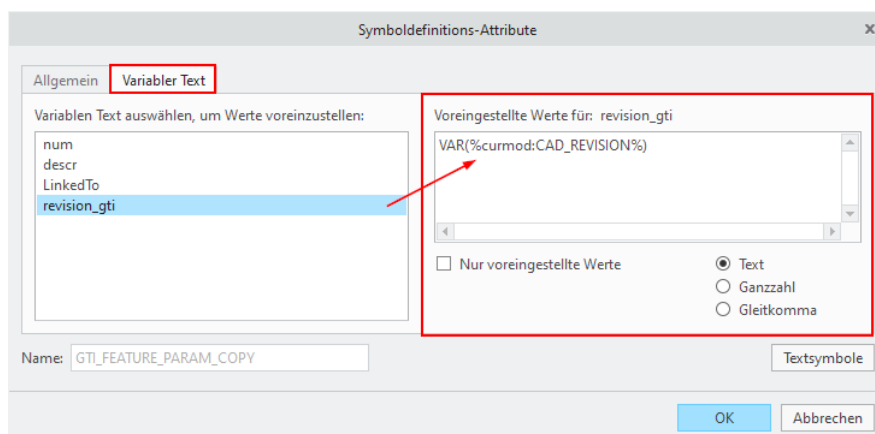 Symboldefinitions-Attribute
Allgemein Variabler Text
Variablen Text auswählen, um Werte voreinzustellen:
num
descr
LinkedTo
revision_gti
Voreingestellte Werte für: revision_gti
VAR(%curmod:CAD_REVISION%)
Nur voreingestellte Werte
Text
Ganzzahl
Gleitkomma
Name: GTI_FEATURE_PARAM_COPY
Textsymbole
OK Abbrechen